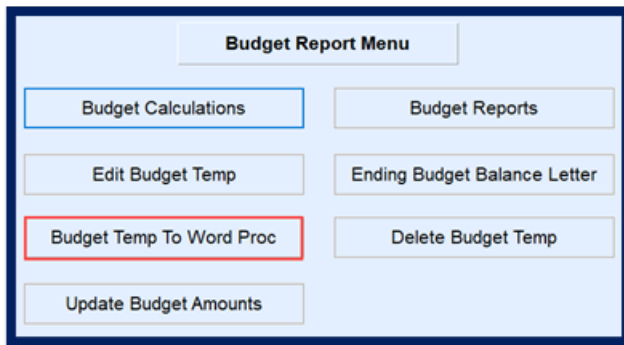 Budget Report Menu
Budget Calculations
Budget Reports
Edit Budget Temp
Ending Budget Balance Letter
Budget Temp To Word Proc
Delete Budget Temp
Update Budget Amounts